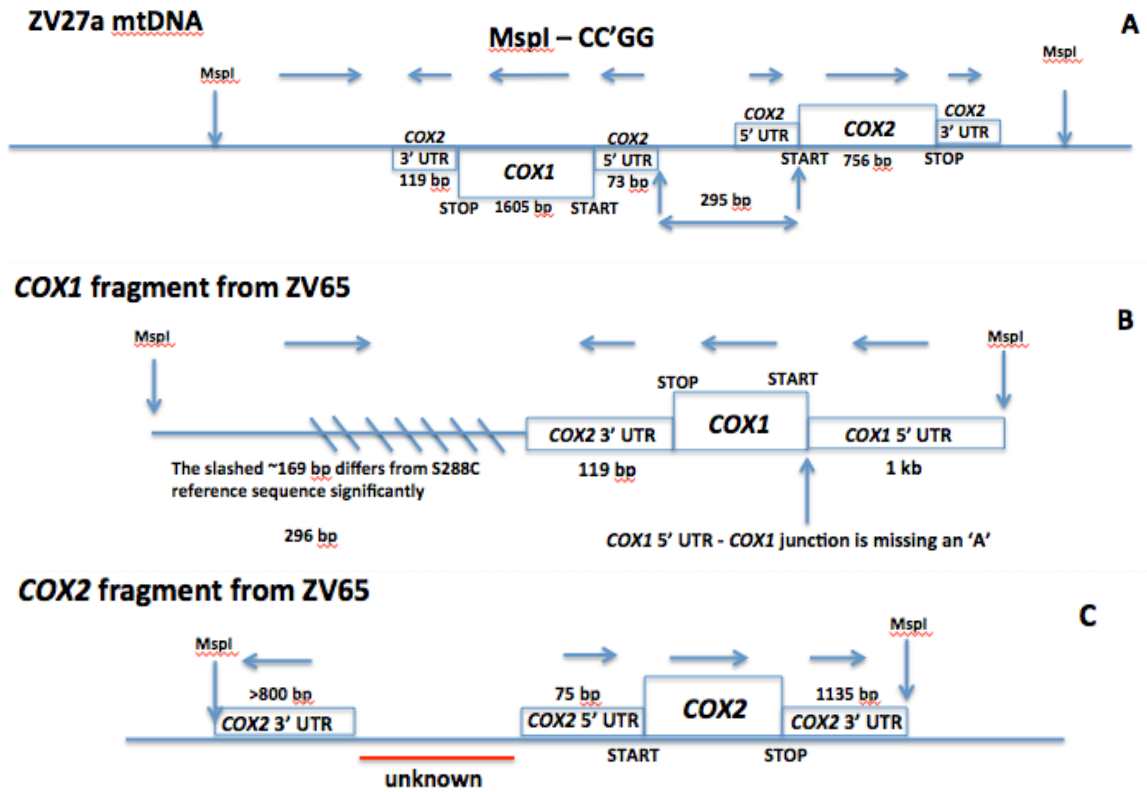 ZV27a mtDNA
A
MspI – CC'GG
MspI
MspI
COX2
3' UTR
119 bp
COX1
STOP
1605 bp
START
COX2
5' UTR
73 bp
295 bp
COX2
5' UTR
COX2
START
756 bp
STOP
COX2
3' UTR
COX1 fragment from ZV65
B
MspI
MspI
STOP
START
COX2 3' UTR
COX1
COX1 5' UTR
119 bp
1 kb
The slashed ~169 bp differs from S288C
reference sequence significantly
296 bp
COX1 5' UTR - COX1 junction is missing an 'A'
COX2 fragment from ZV65
C
MspI
MspI
>800 bp
COX2 3' UTR
unknown
75 bp
COX2 5' UTR
COX2
1135 bp
COX2 3' UTR
START
STOP